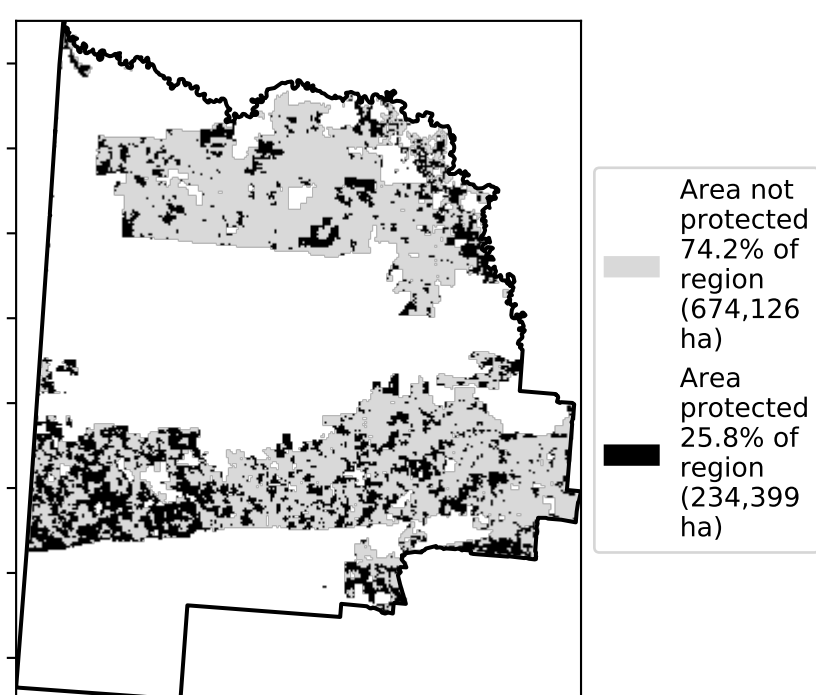 Area not
protected
74.2% of
region
(674,126
ha)
Area
protected
25.8% of
region
(234,399
ha)